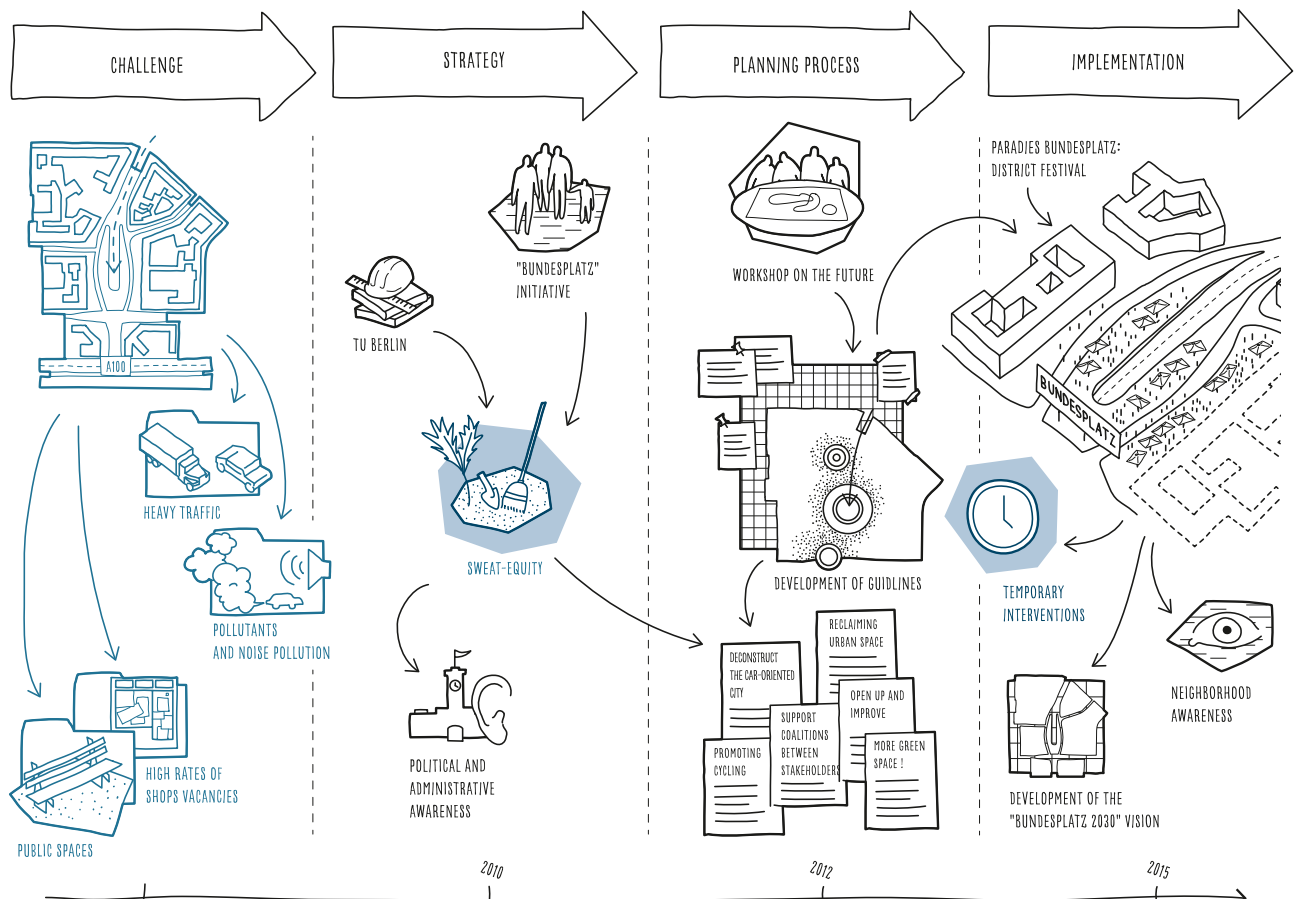 CHALLENGE
STRATEGY
PLANNING PROCESS
IMPLEMENTATION
A100
HEAVY TRAFFIC
POLLUTANTS
AND NOISE POLLUTION
HIGH RATES OF
SHOPS VACANCIES
PUBLIC SPACES
"BUNDESPLATZ"
INITIATIVE
TU BERLIN
SWEAT-EQUITY
POLITICAL AND
ADMINISTRATIVE
AWARENESS
WORKSHOP ON THE FUTURE
DEVELOPMENT OF GUIDLINES
RECLAIMING
URBAN SPACE
DECONSTRUCT
THE CAR-ORIENTED
CITY
OPEN UP AND
IMPROVE
SUPPORT
COALITIONS
BETWEEN
STAKEHOLDERS
PROMOTING
CYCLING
MORE GREEN
SPACE !
PARADIES BUNDESPLATZ:
DISTRICT FESTIVAL
BUNDESPLATZ
TEMPORARY
INTERVENTIONS
NEIGHBORHOOD
AWARENESS
DEVELOPMENT OF THE
"BUNDESPLATZ 2030" VISION
2010
2012
2015